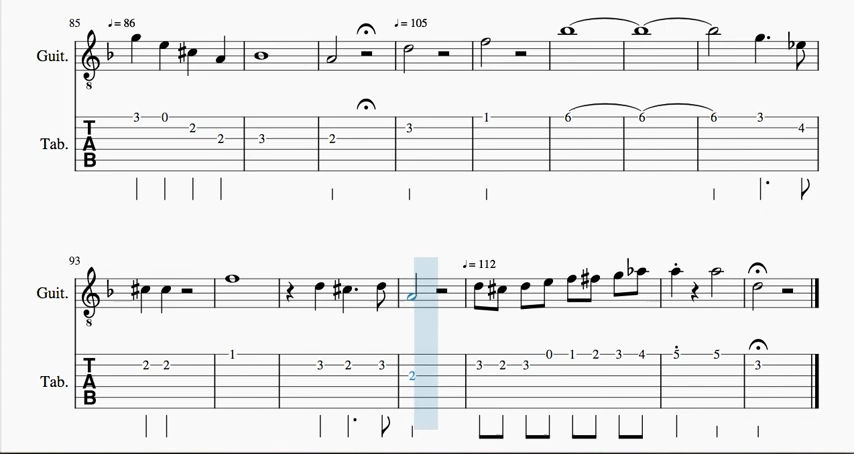 85 ♩= 86 ♩= 105
Guit.
8
3 0 2 2 3 2 3 1 6 6 6 3 4
T
A
B
Tab.
93 ♩= 112
Guit.
8
2 2 1 3 2 3 2 3 2 3 0 1 2 3 4 5 5 3
T
A
B
Tab.